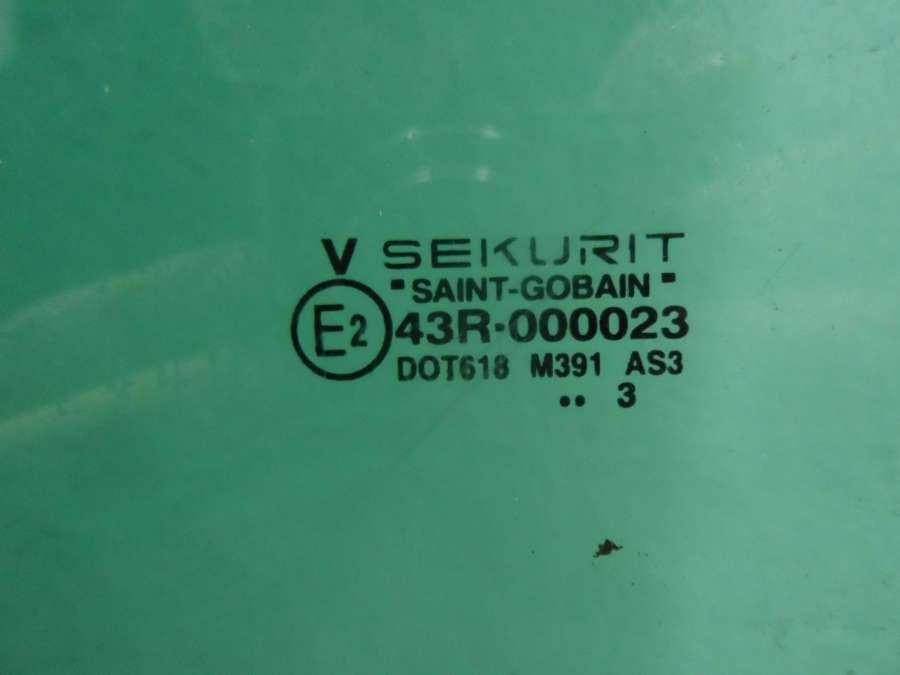 V SEKURIT
"SAINT-GOBAIN"
E2 43R·000023
DOT618 M391 AS3
•• 3